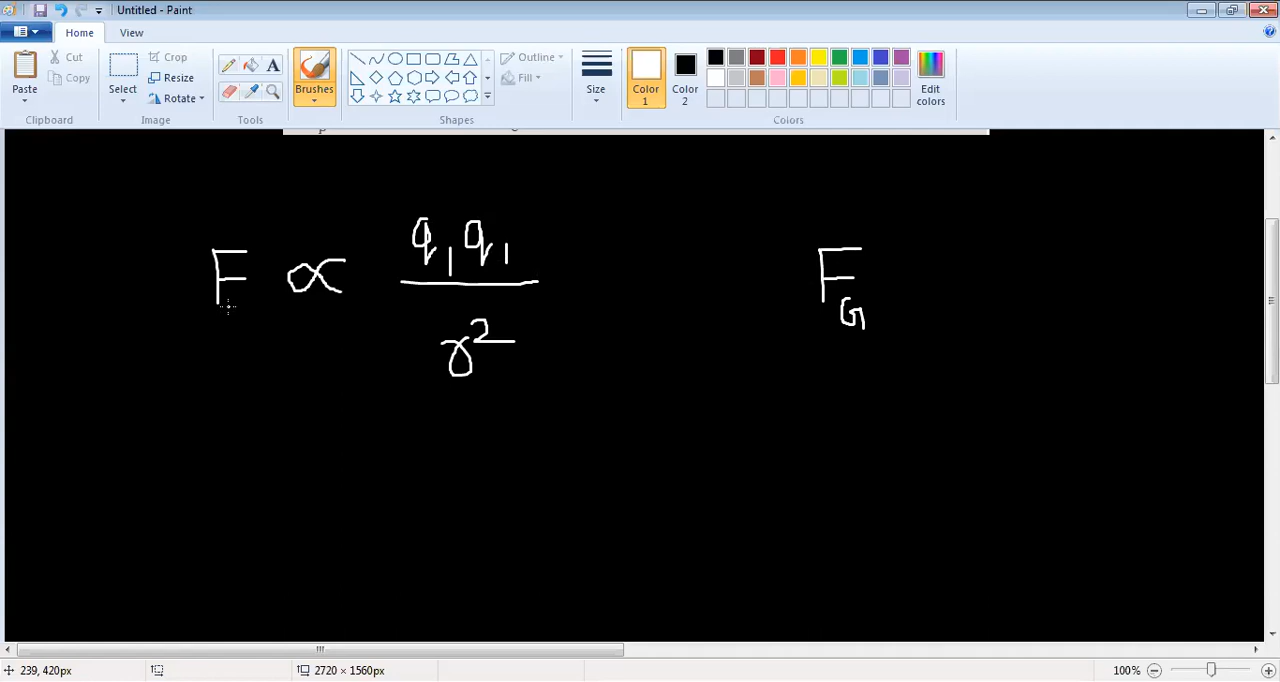 Untitled - Paint
Home View
Paste Cut Copy Select Crop Resize Rotate Brushes Outline Fill Size Color 1 Color 2 Edit colors
Clipboard Image Tools Shapes Colors
F ∝ q₁q₁ F_G
r²
239, 420px 2720 × 1560px 100%